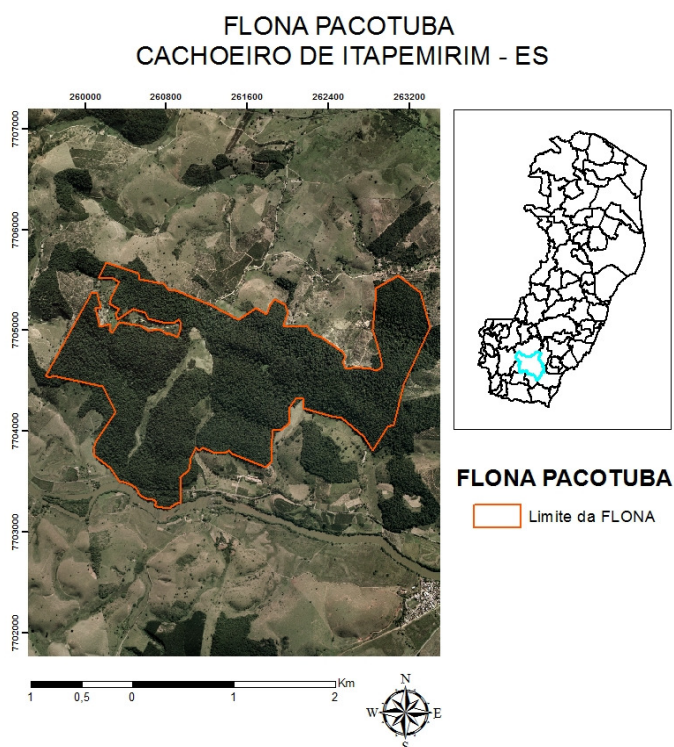 FLONA PACOTUBA
CACHOEIRO DE ITAPEMIRIM - ES
260000 260800 261600 262400 263200
7707000
7706000
7705000
7704000
7703000
7702000
FLONA PACOTUBA
Limite da FLONA
Km
1 0,5 0 1 2
N
W E
S